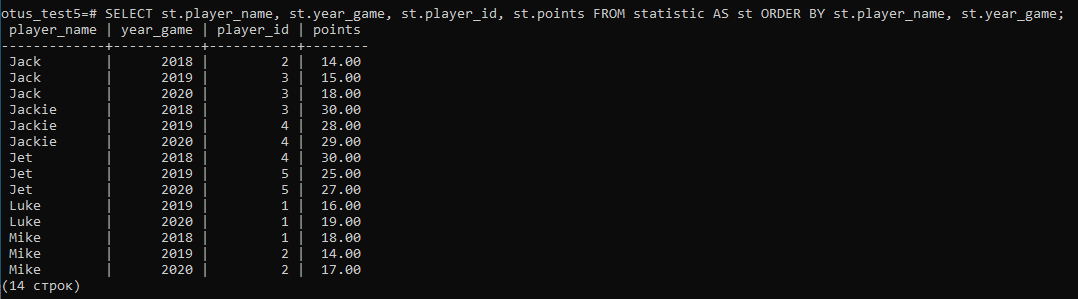 otus_test5=# SELECT st.player_name, st.year_game, st.player_id, st.points FROM statistic AS st ORDER BY st.player_name, st.year_game;
 player_name | year_game | player_id | points
-------------+-----------+-----------+--------
 Jack        |      2018 |         2 |  14.00
 Jack        |      2019 |         3 |  15.00
 Jack        |      2020 |         3 |  18.00
 Jackie      |      2018 |         3 |  30.00
 Jackie      |      2019 |         4 |  28.00
 Jackie      |      2020 |         4 |  29.00
 Jet         |      2018 |         4 |  30.00
 Jet         |      2019 |         5 |  25.00
 Jet         |      2020 |         5 |  27.00
 Luke        |      2019 |         1 |  16.00
 Luke        |      2020 |         1 |  19.00
 Mike        |      2018 |         1 |  18.00
 Mike        |      2019 |         2 |  14.00
 Mike        |      2020 |         2 |  17.00
(14 строк)